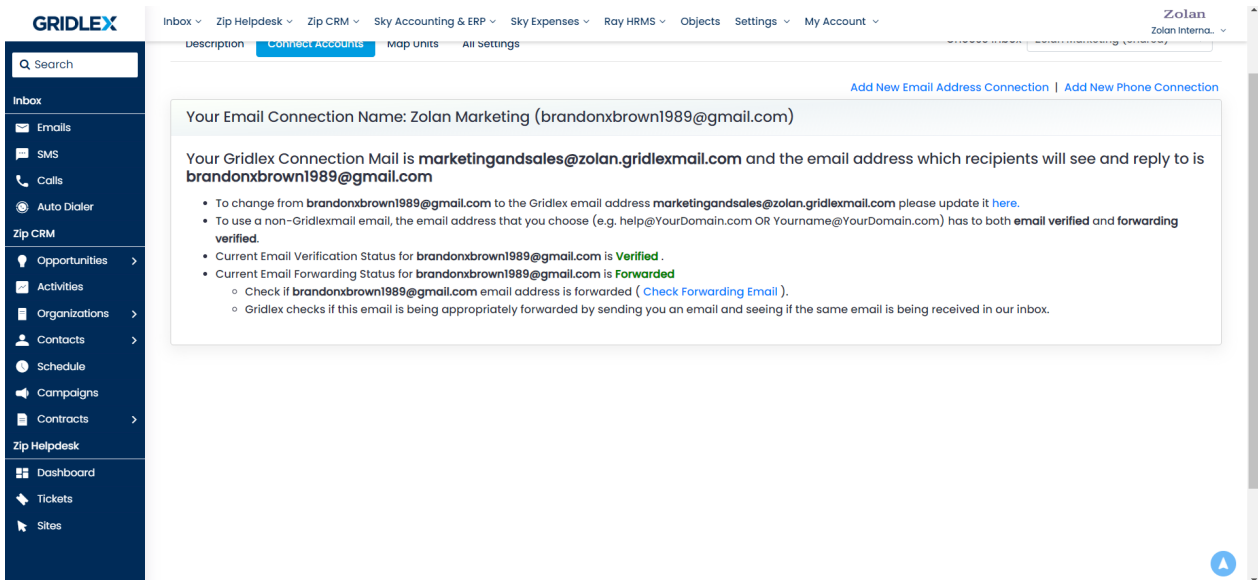 GRIDLEX
Inbox Zip Helpdesk Zip CRM Sky Accounting & ERP Sky Expenses Ray HRMS Objects Settings My Account
Zolan
Zolan Interna..
Search
Description Connect Accounts Map Units All Settings
Choose Inbox Zolan Marketing (Shared)
Add New Email Address Connection | Add New Phone Connection
Inbox
Emails
SMS
Calls
Auto Dialer
Zip CRM
Opportunities
Activities
Organizations
Contacts
Schedule
Campaigns
Contracts
Zip Helpdesk
Dashboard
Tickets
Sites
Your Email Connection Name: Zolan Marketing (brandonxbrown1989@gmail.com)
Your Gridlex Connection Mail is marketingandsales@zolan.gridlexmail.com and the email address which recipients will see and reply to is
brandonxbrown1989@gmail.com
• To change from brandonxbrown1989@gmail.com to the Gridlex email address marketingandsales@zolan.gridlexmail.com please update it here.
• To use a non-Gridlexmail email, the email address that you choose (e.g. help@YourDomain.com OR Yourname@YourDomain.com) has to both email verified and forwarding
verified.
• Current Email Verification Status for brandonxbrown1989@gmail.com is Verified .
• Current Email Forwarding Status for brandonxbrown1989@gmail.com is Forwarded
◦ Check if brandonxbrown1989@gmail.com email address is forwarded ( Check Forwarding Email ).
◦ Gridlex checks if this email is being appropriately forwarded by sending you an email and seeing if the same email is being received in our inbox.